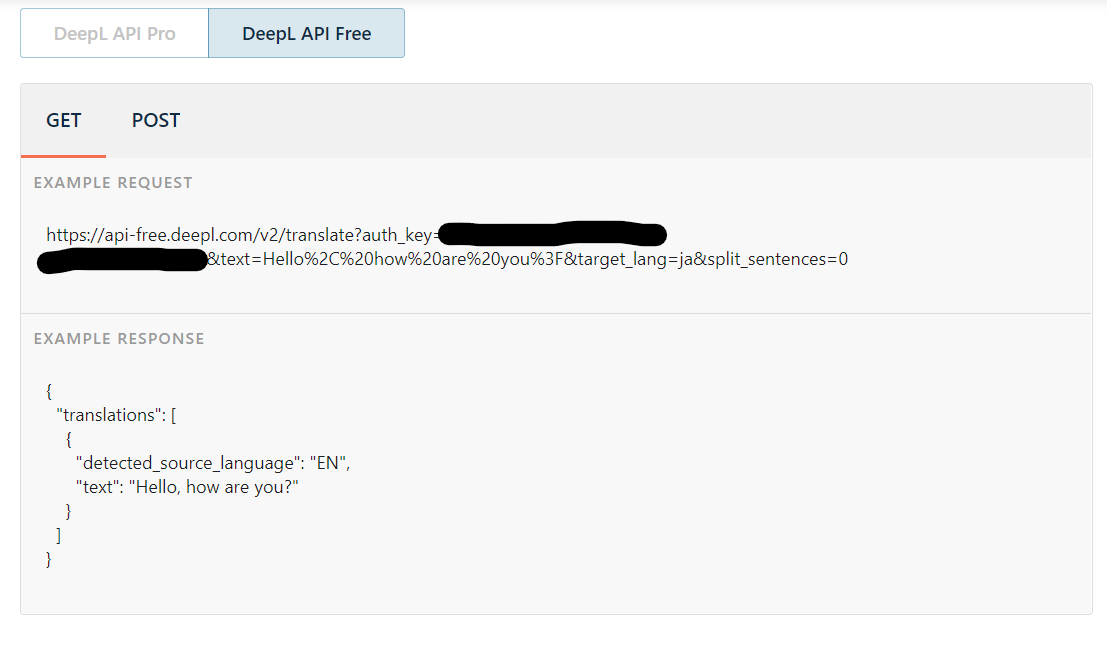 DeepL API Pro
DeepL API Free
GET
POST
EXAMPLE REQUEST
https://api-free.deepl.com/v2/translate?auth_key=
&text=Hello%2C%20how%20are%20you%3F&target_lang=ja&split_sentences=0
EXAMPLE RESPONSE
{
"translations": [
{
"detected_source_language": "EN",
"text": "Hello, how are you?"
}
]
}